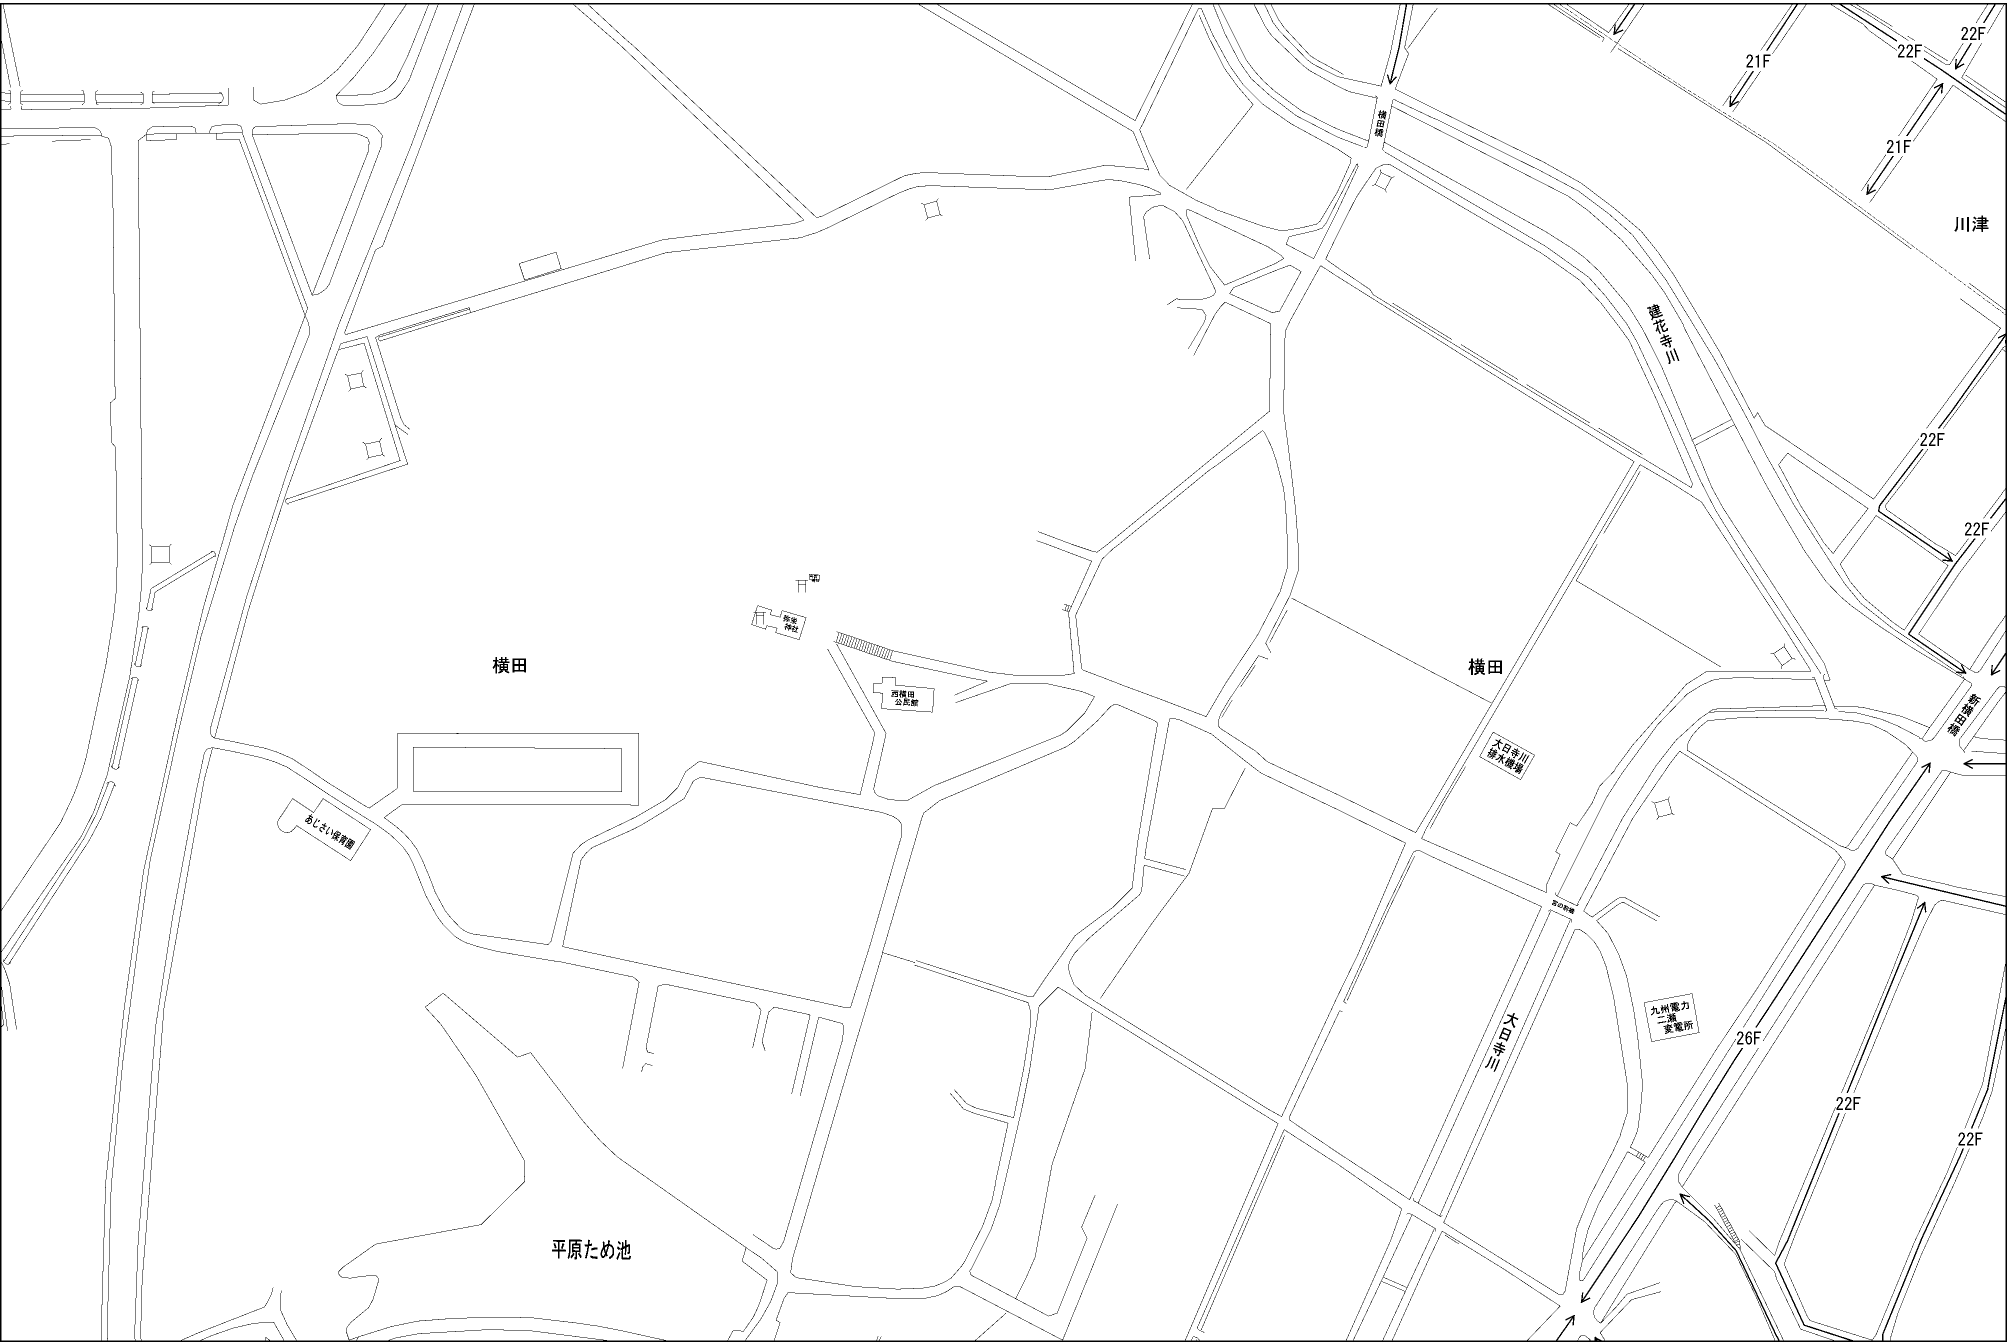 22F
22F
21F
横田橋
21F
川津
建花寺川
22F
22F
弥栄
神社
横田
横田
西横田
公民館
新横田橋
大日寺川
排水機場
あじさい保育園
九州電力
二瀬
変電所
大日寺川
26F
22F
22F
平原ため池